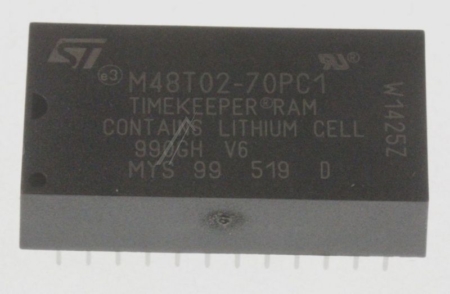 ST
e3 M48T02-70PC1
TIMEKEEPER®RAM
CONTAINS LITHIUM CELL
990GH V6
MYS 99 519 D
W1425Z